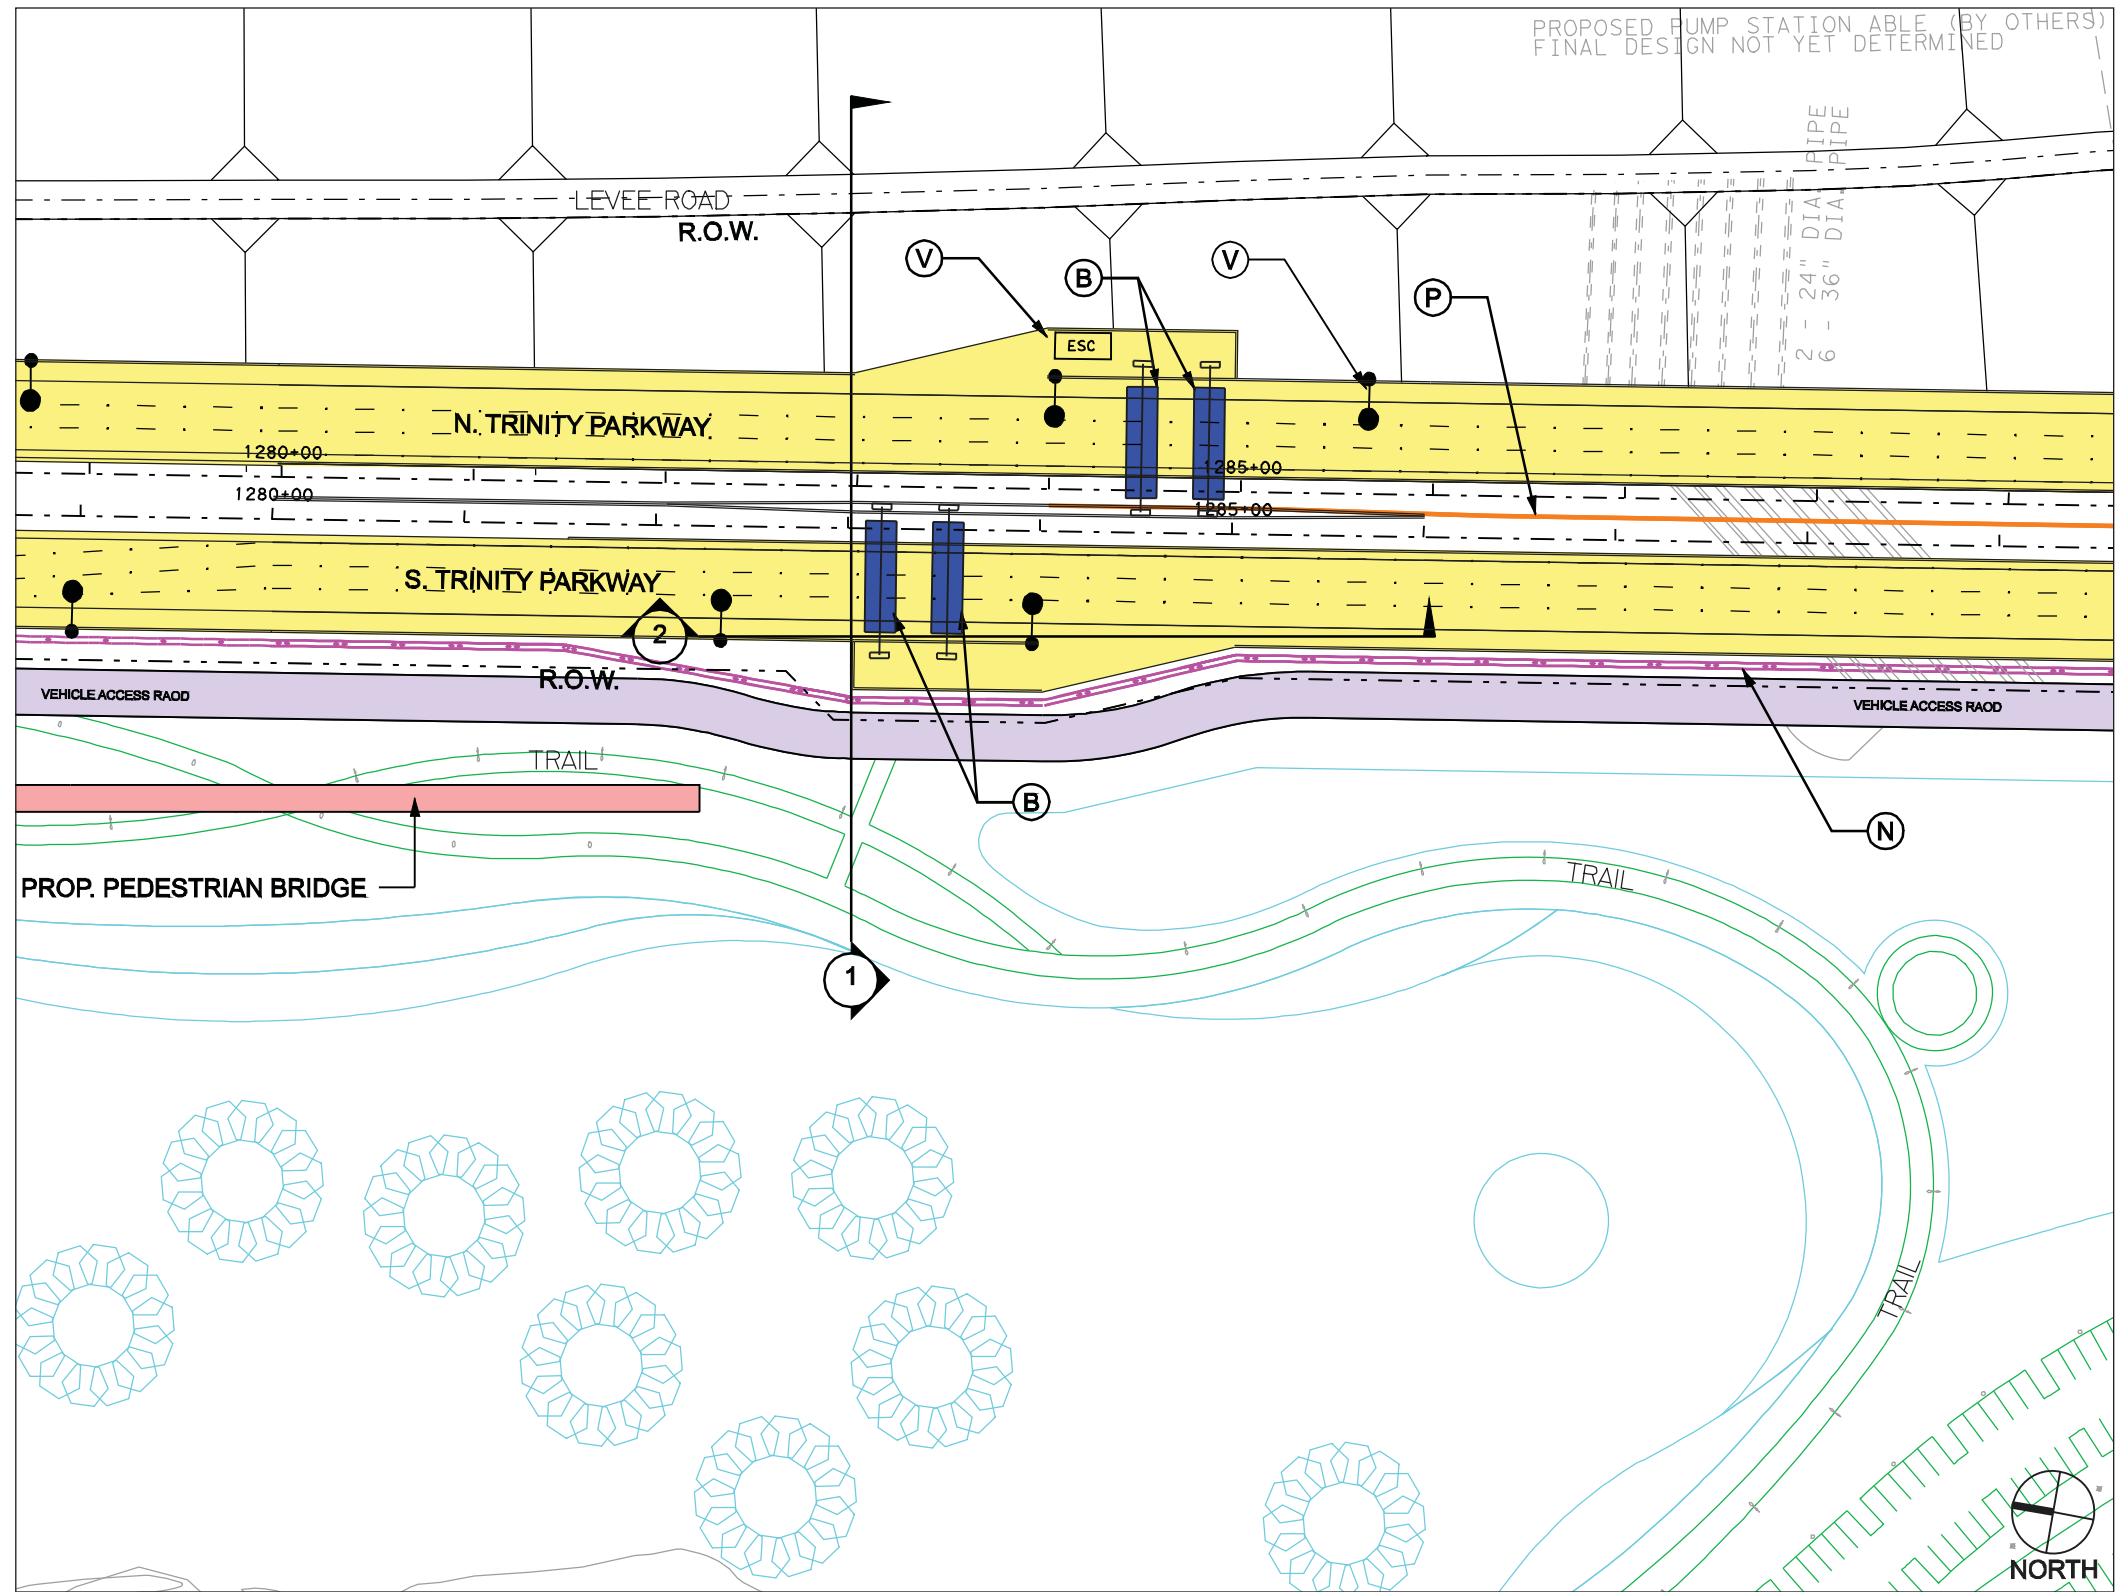 PROPOSED PUMP STATION ABLE (BY OTHERS)
FINAL DESIGN NOT YET DETERMINED
2 - 24" DIA. PIPE
6 - 36" DIA. PIPE
LEVEE ROAD
R.O.W.
V
B
V
P
ESC
N. TRINITY PARKWAY
1280+00
1285+00
1280+00
1285+00
S. TRINITY PARKWAY
2
R.O.W.
VEHICLE ACCESS RAOD
VEHICLE ACCESS RAOD
TRAIL
B
N
PROP. PEDESTRIAN BRIDGE
TRAIL
1
TRAIL
NORTH